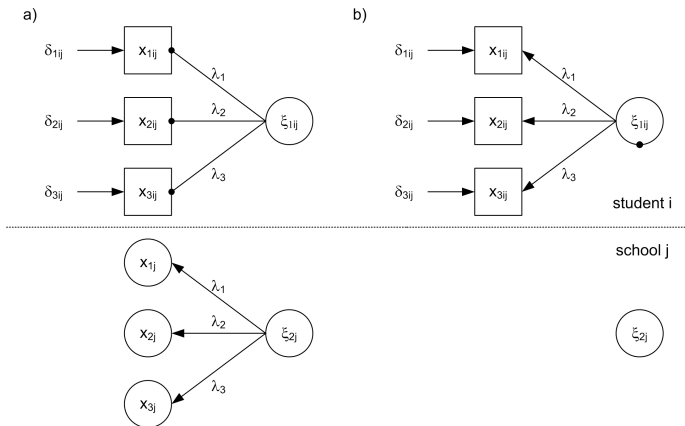 a)
b)
δ1ij
x1ij
λ1
δ2ij
x2ij
λ2
ξ1ij
δ3ij
x3ij
λ3
δ1ij
x1ij
λ1
δ2ij
x2ij
λ2
ξ1ij
δ3ij
x3ij
λ3
student i
school j
x1j
λ1
x2j
λ2
ξ2j
x3j
λ3
ξ2j